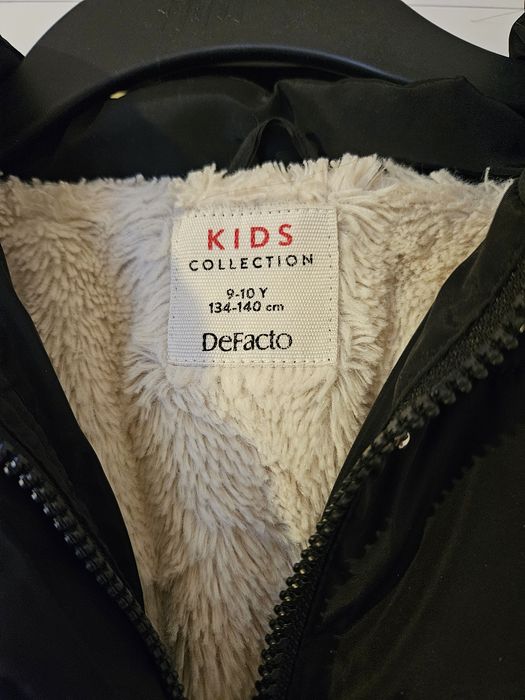 KIDS
COLLECTION
9-10 Y
134-140 cm
DeFacto